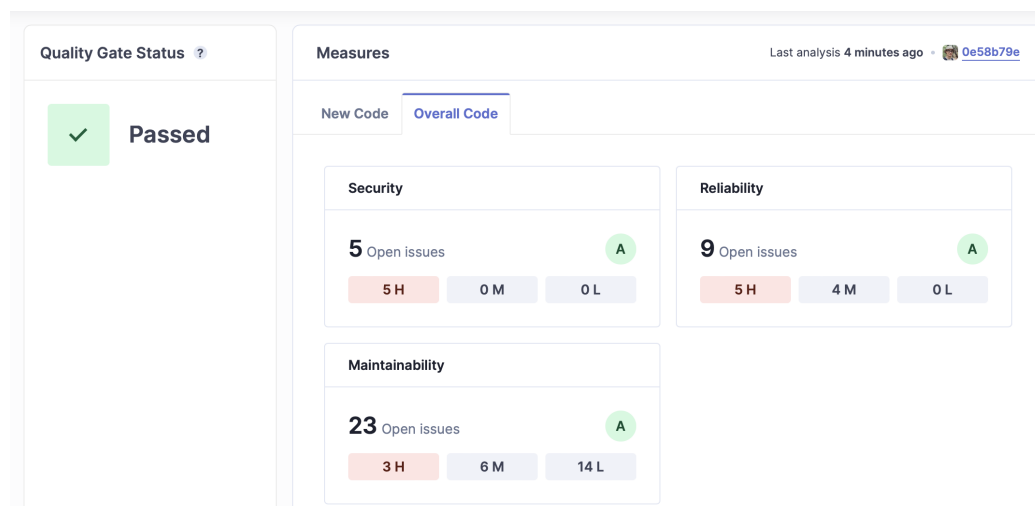 Quality Gate Status ?
Passed
Measures
Last analysis 4 minutes ago • 0e58b79e
New Code
Overall Code
Security
5 Open issues
A
5 H
0 M
0 L
Reliability
9 Open issues
A
5 H
4 M
0 L
Maintainability
23 Open issues
A
3 H
6 M
14 L